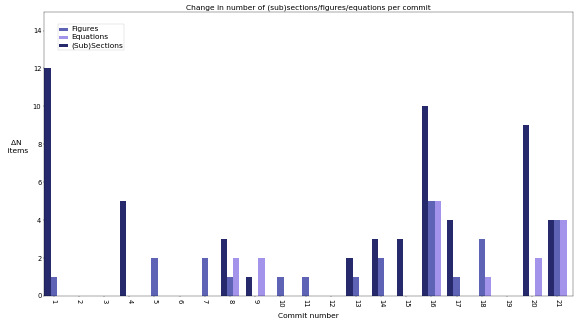 Change in number of (sub)sections/figures/equations per commit
Figures
Equations
(Sub)Sections
14
12
10
8
6
4
2
0
ΔN
items
1 2 3 4 5 6 7 8 9 10 11 12 13 14 15 16 17 18 19 20 21
Commit number